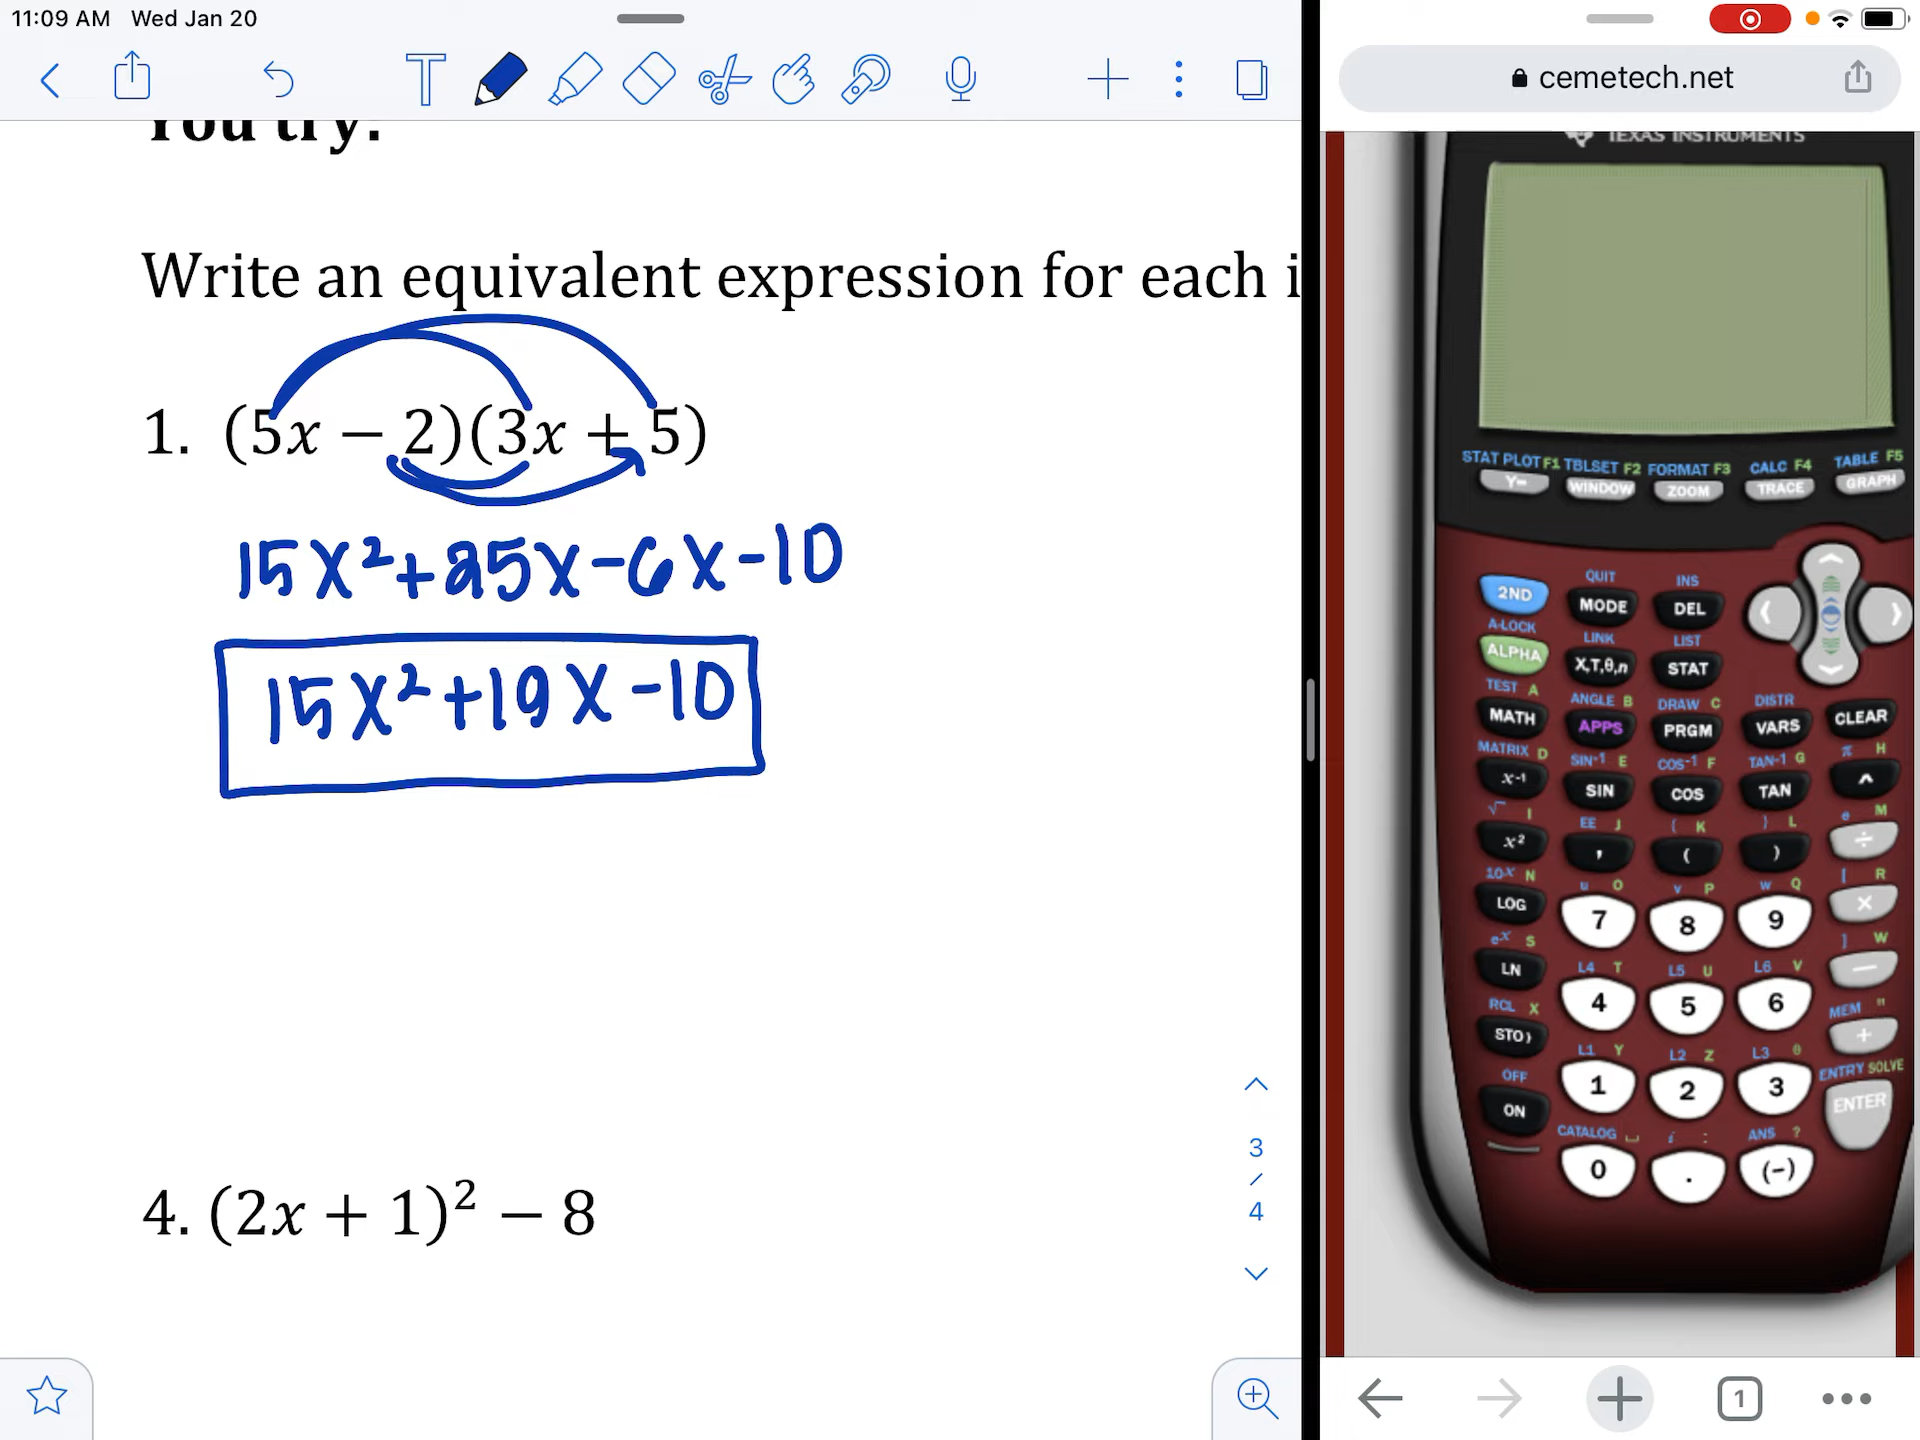 11:09 AM Wed Jan 20
cemetech.net
You try:
Write an equivalent expression for each i
1. (5x − 2)(3x + 5)
15x²+25x-6x-10
15x²+19x-10
4. (2x + 1)² − 8
3
/
4
TEXAS INSTRUMENTS
STAT PLOT F1 TBLSET F2 FORMAT F3 CALC F4 TABLE F5
Y= WINDOW ZOOM TRACE GRAPH
QUIT INS
2ND MODE DEL
A-LOCK LINK LIST
ALPHA X,T,θ,n STAT
TEST A ANGLE B DRAW C DISTR
MATH APPS PRGM VARS CLEAR
MATRIX D SIN⁻¹ E COS⁻¹ F TAN⁻¹ G π H
x⁻¹ SIN COS TAN ^
√ I EE J { K } L e M
x² , ( ) ÷
10ˣ N u O v P w Q [ R
LOG 7 8 9 ×
eˣ S L4 T L5 U L6 V ] W
LN 4 5 6 −
RCL X L1 Y L2 Z L3 θ MEM "
STO⟩ 1 2 3 +
OFF CATALOG ⎵ i : ANS ? ENTRY SOLVE
ON 0 . (−) ENTER
1